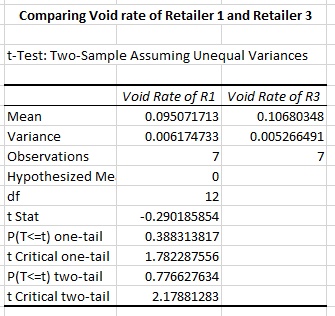 Comparing Void rate of Retailer 1 and Retailer 3
t-Test: Two-Sample Assuming Unequal Variances
Void Rate of R1 Void Rate of R3
Mean 0.095071713 0.10680348
Variance 0.006174733 0.005266491
Observations 7 7
Hypothesized Me 0
df 12
t Stat -0.290185854
P(T<=t) one-tail 0.388313817
t Critical one-tail 1.782287556
P(T<=t) two-tail 0.776627634
t Critical two-tail 2.17881283